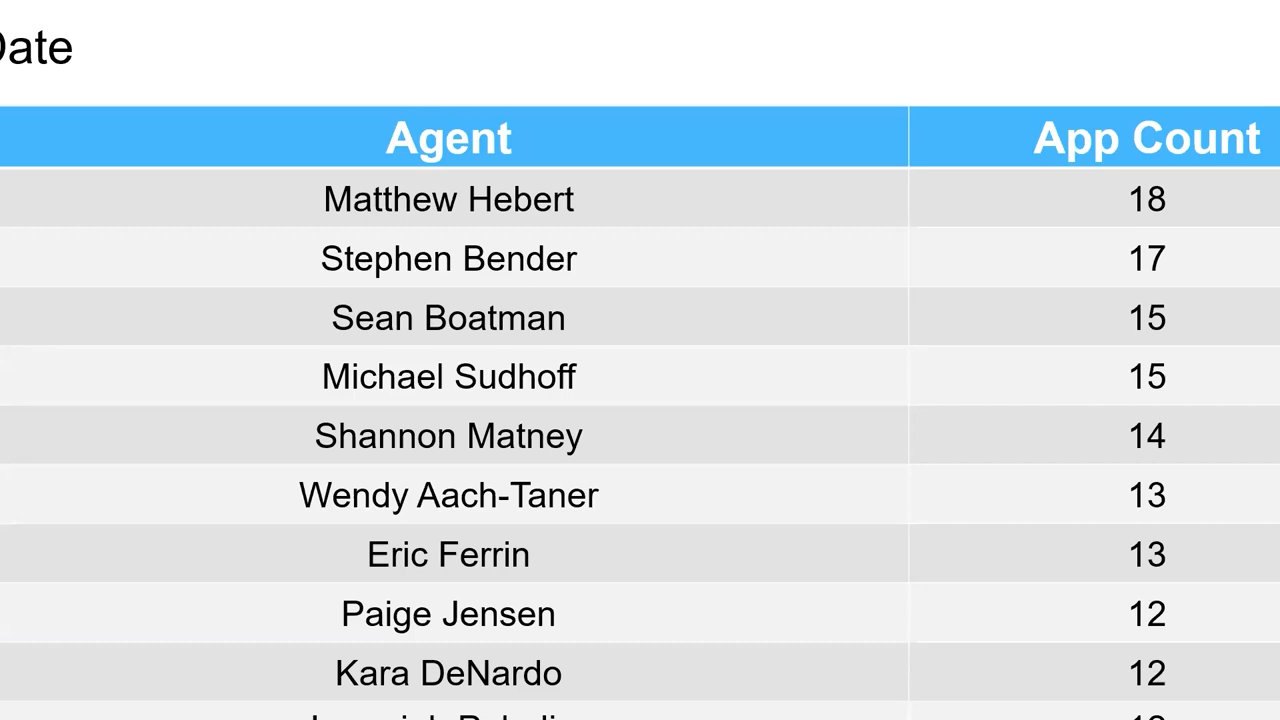 Date
Agent App Count
Matthew Hebert 18
Stephen Bender 17
Sean Boatman 15
Michael Sudhoff 15
Shannon Matney 14
Wendy Aach-Taner 13
Eric Ferrin 13
Paige Jensen 12
Kara DeNardo 12